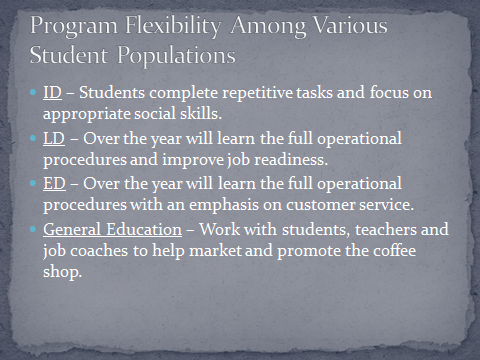 Program Flexibility Among Various
Student Populations
• ID – Students complete repetitive tasks and focus on
appropriate social skills.
• LD – Over the year will learn the full operational
procedures and improve job readiness.
• ED – Over the year will learn the full operational
procedures with an emphasis on customer service.
• General Education – Work with students, teachers and
job coaches to help market and promote the coffee
shop.